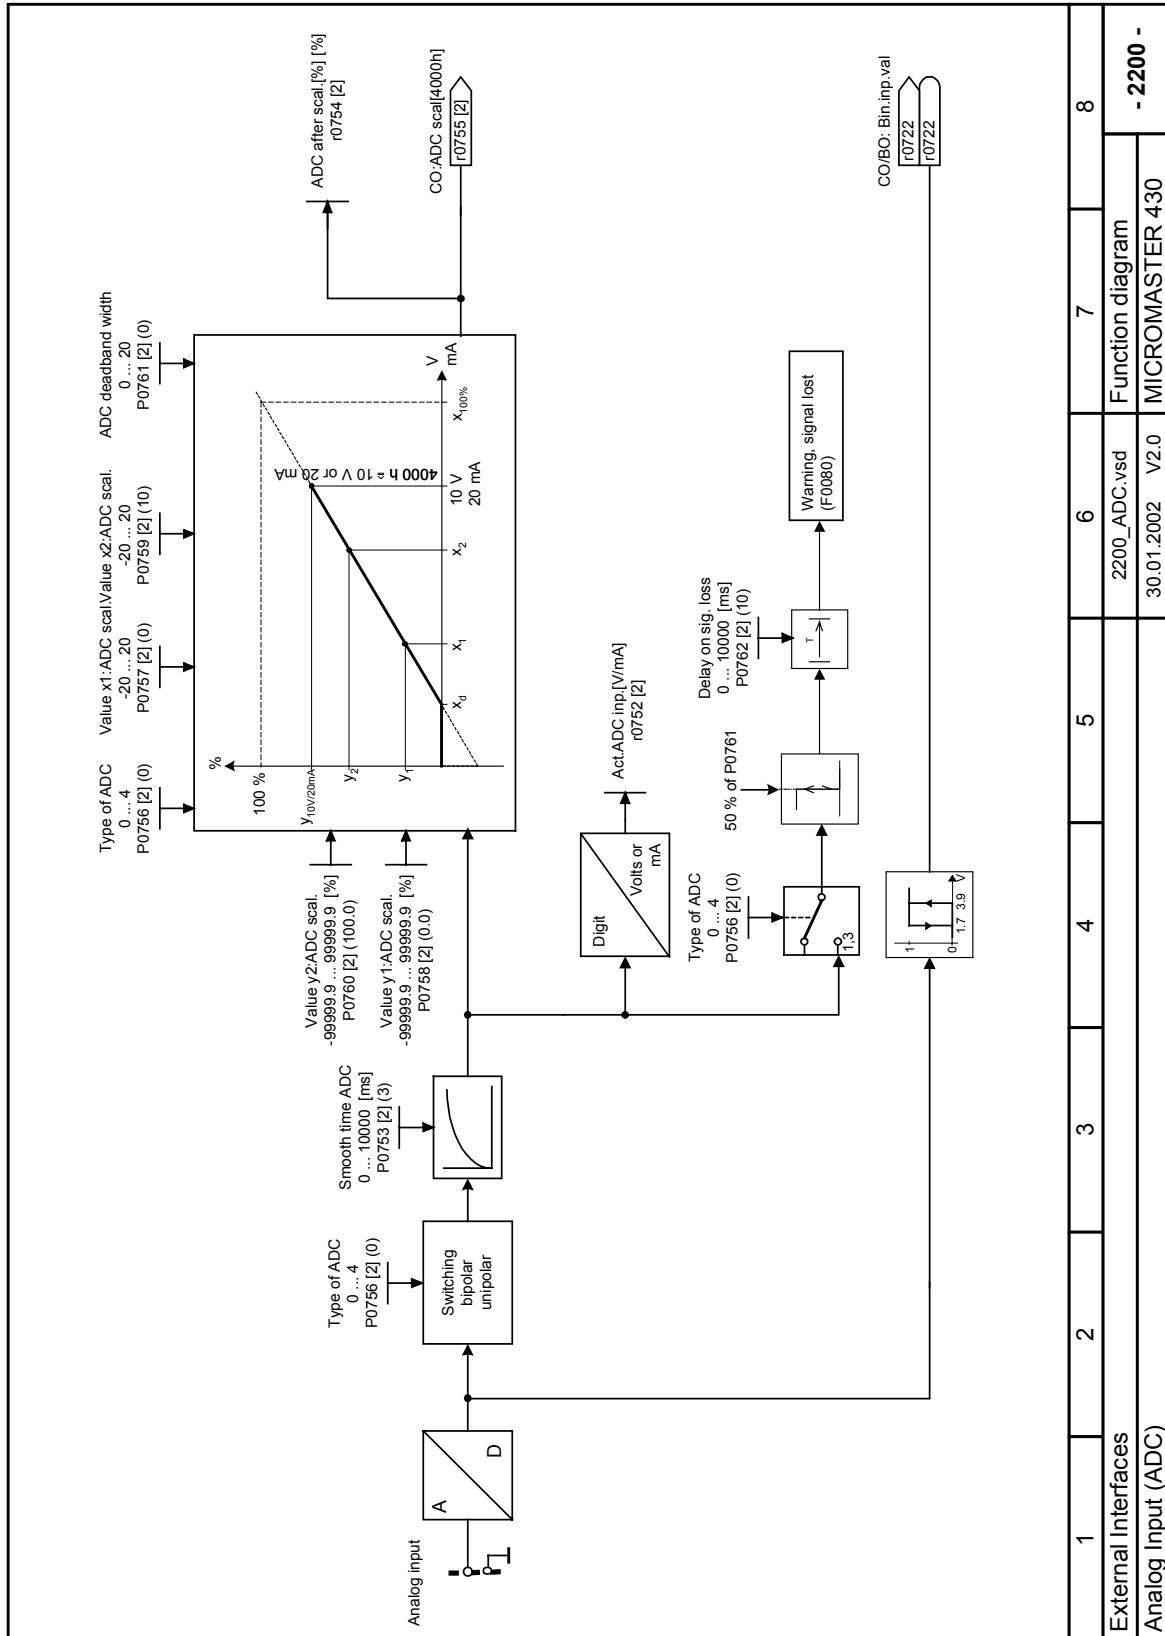 Analog input
A
D
Type of ADC
0 ... 4
P0756 [2] (0)
Switching
bipolar
unipolar
Smooth time ADC
0 ... 10000 [ms]
P0753 [2] (3)
Value y2:ADC scal.
-99999.9 ... 99999.9 [%]
P0760 [2] (100.0)
Value y1:ADC scal.
-99999.9 ... 99999.9 [%]
P0758 [2] (0.0)
Type of ADC
0 ... 4
P0756 [2] (0)
Value x1:ADC scal.
-20 ... 20
P0757 [2] (0)
Value x2:ADC scal.
-20 ... 20
P0759 [2] (10)
ADC deadband width
0 ... 20
P0761 [2] (0)
%
100 %
y10V/20mA
y2
y1
xd
x1
x2
10 V
20 mA
x100%
V
mA
4000 h ≙ 10 V or 20 mA
ADC after scal.[%] [%]
r0754 [2]
CO:ADC scal[4000h]
r0755 [2]
Digit
Volts or
mA
Act.ADC inp.[V/mA]
r0752 [2]
Type of ADC
0 ... 4
P0756 [2] (0)
1,3
50 % of P0761
Delay on sig. loss
0 ... 10000 [ms]
P0762 [2] (10)
T
Warning, signal lost
(F0080)
1
0
1.7 3.9 V
CO/BO: Bin.inp.val
r0722
r0722
1 2 3 4 5 6 7 8
External Interfaces 2200_ADC.vsd Function diagram - 2200 -
Analog Input (ADC) 30.01.2002 V2.0 MICROMASTER 430